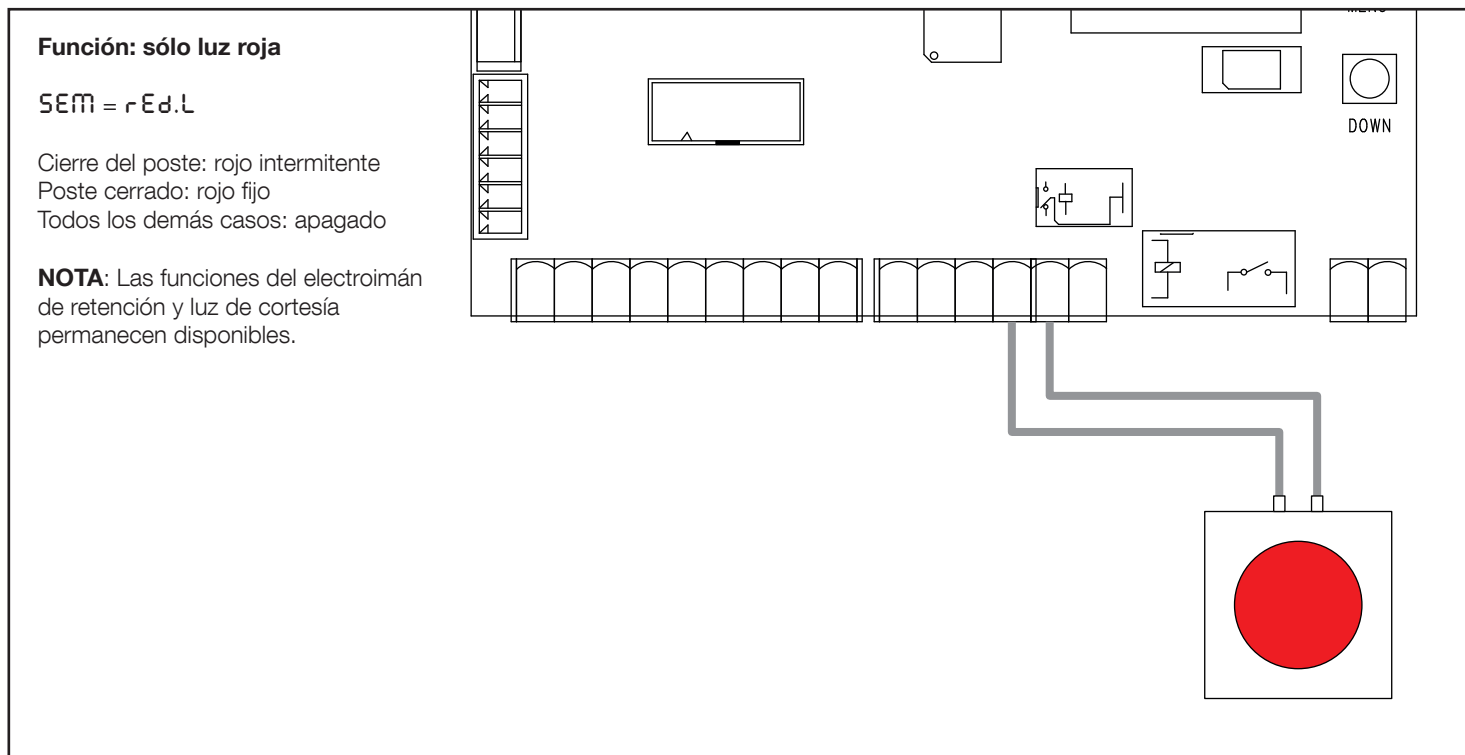 Función: sólo luz roja
SEM = rEd.L
Cierre del poste: rojo intermitente
Poste cerrado: rojo fijo
Todos los demás casos: apagado
NOTA: Las funciones del electroimán
de retención y luz de cortesía
permanecen disponibles.
DOWN